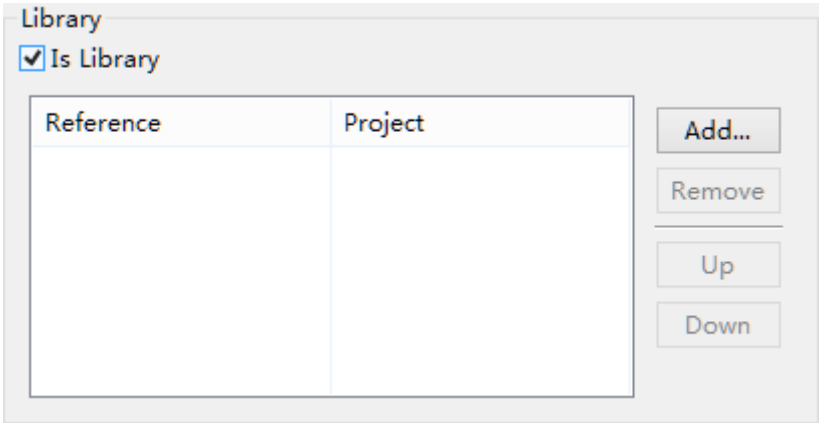 Library
Is Library
Reference Project
Add...
Remove
Up
Down